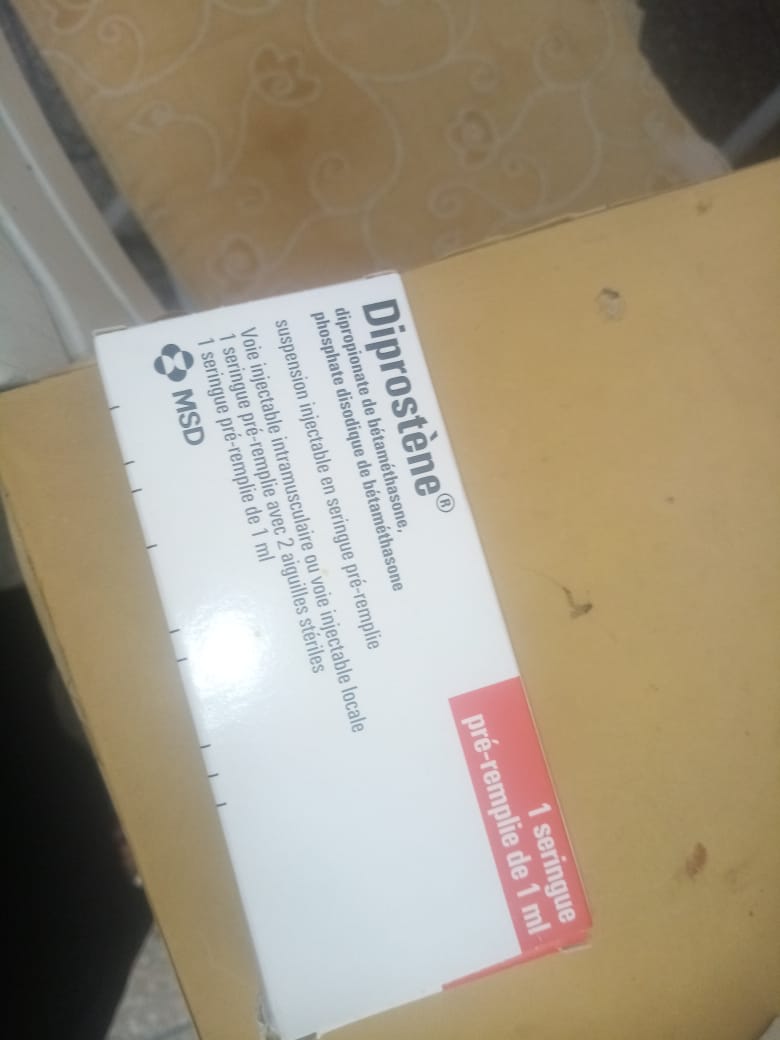 Diprostène®
dipropionate de bétaméthasone,
phosphate disodique de bétaméthasone
suspension injectable en seringue pré-remplie
Voie injectable intramusculaire ou voie injectable locale
1 seringue pré-remplie avec 2 aiguilles stériles
1 seringue pré-remplie de 1 ml
MSD
1 seringue
pré-remplie de 1 ml